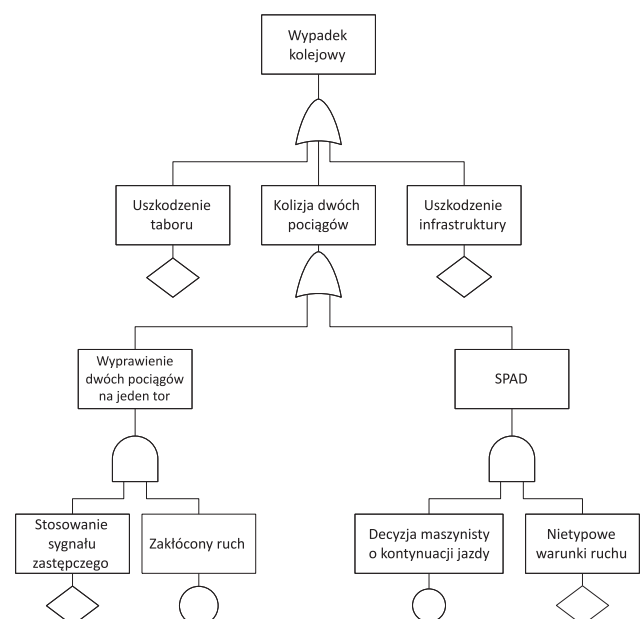 Wypadek
kolejowy
Uszkodzenie
taboru
Kolizja dwóch
pociągów
Uszkodzenie
infrastruktury
Wyprawienie
dwóch pociągów
na jeden tor
SPAD
Stosowanie
sygnału
zastępczego
Zakłócony ruch
Decyzja maszynisty
o kontynuacji jazdy
Nietypowe
warunki ruchu